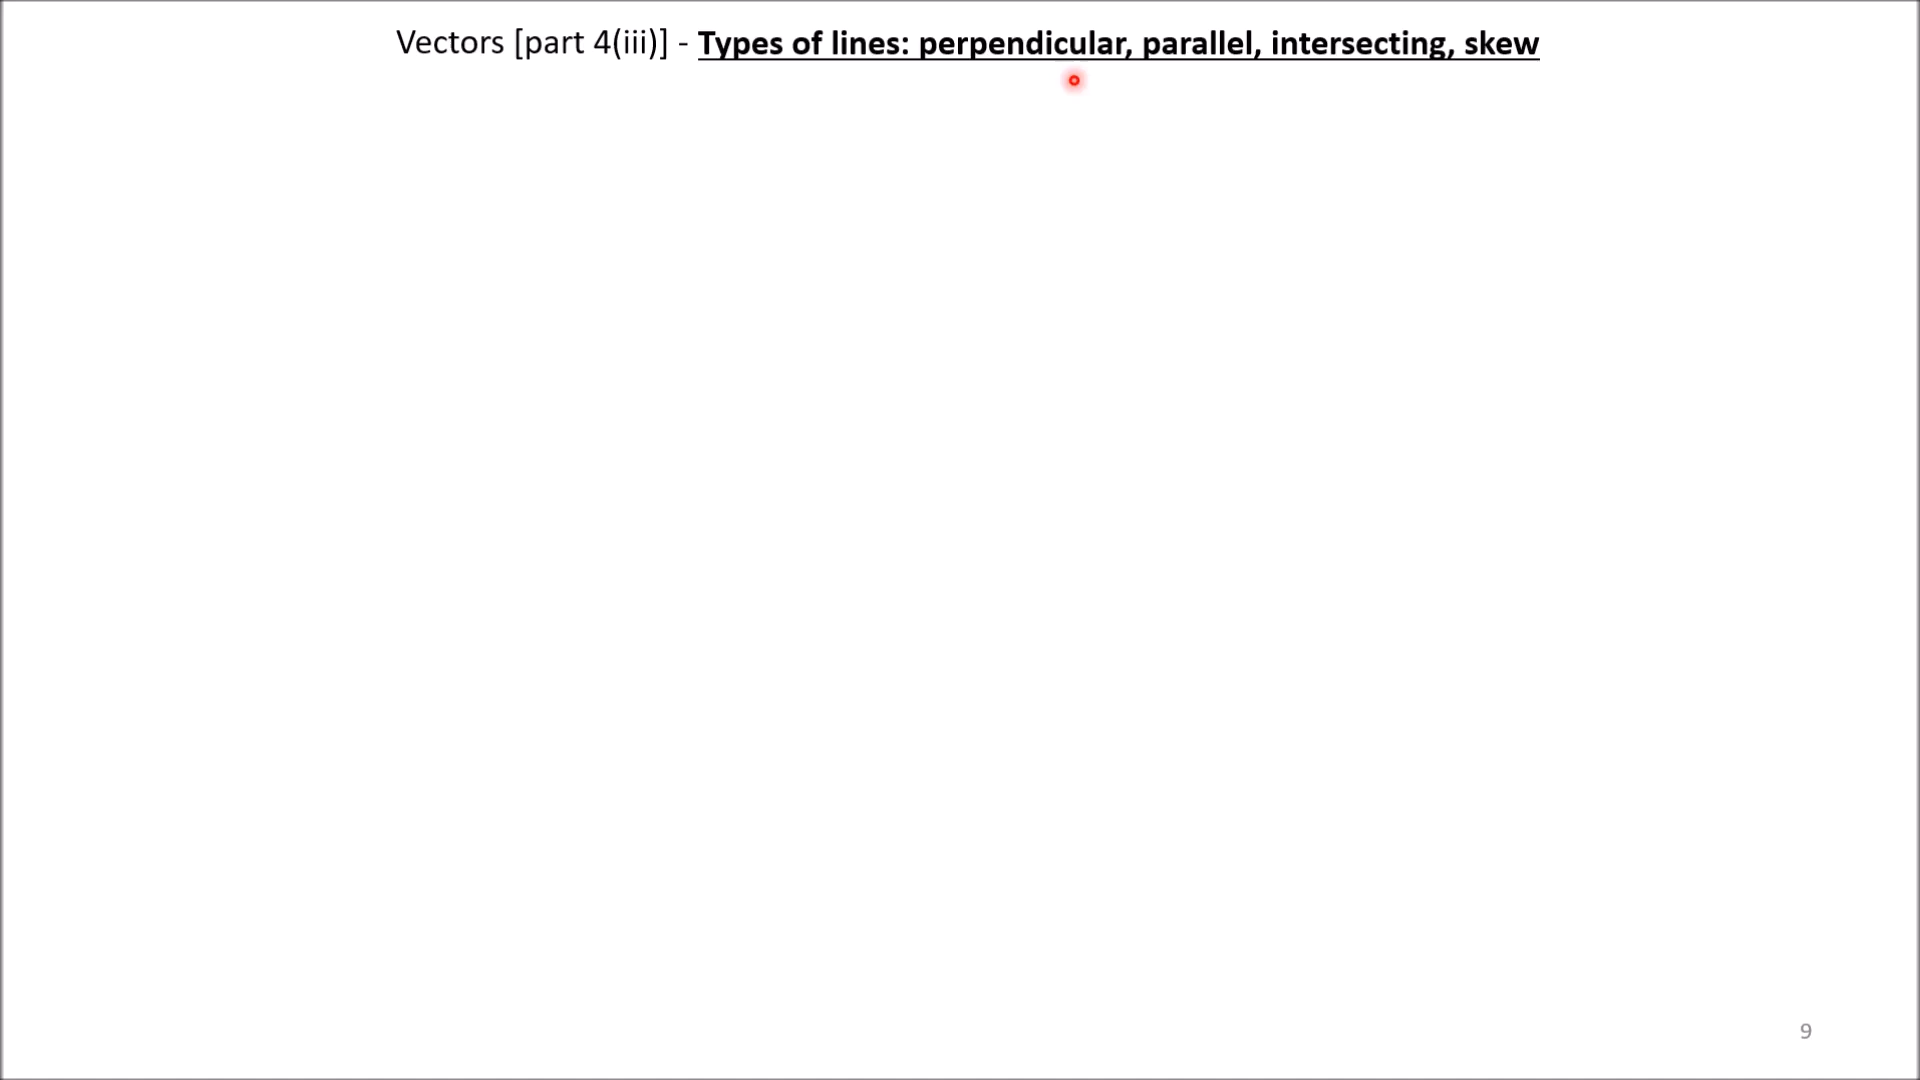 Vectors [part 4(iii)] - Types of lines: perpendicular, parallel, intersecting, skew
9